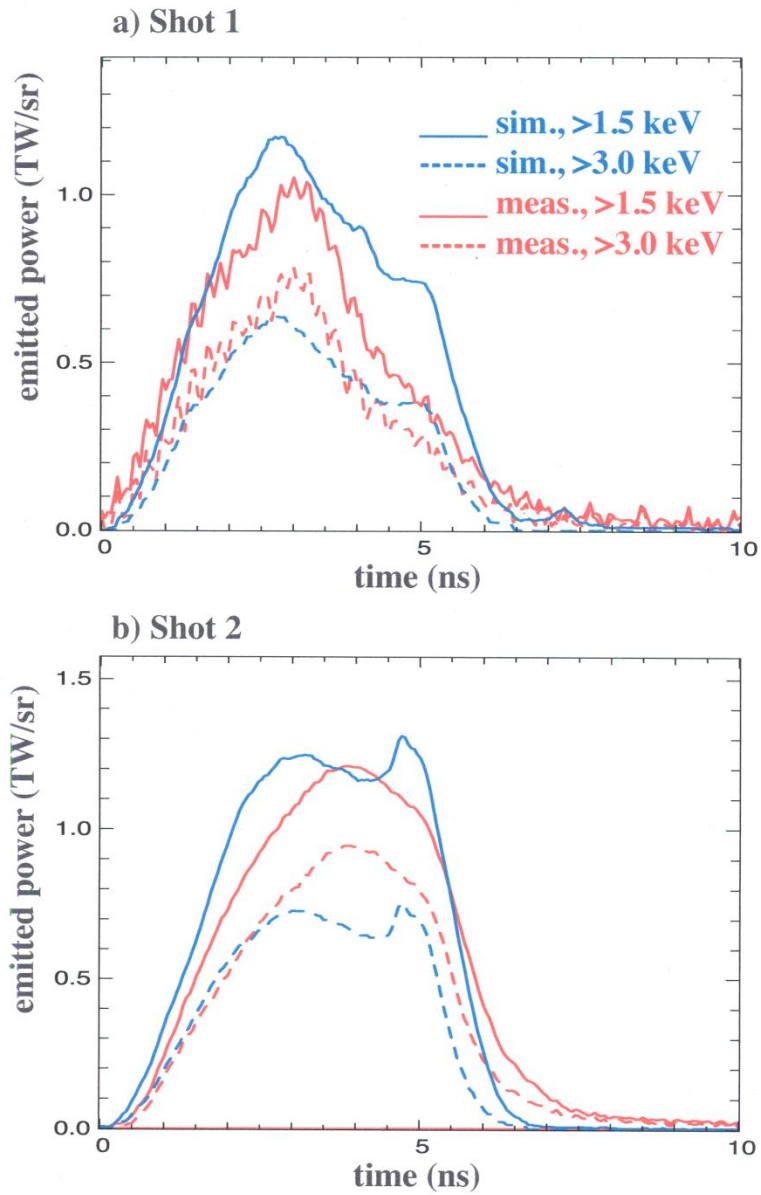 a) Shot 1
emitted power (TW/sr)
1.0
0.5
0.0
sim., >1.5 keV
sim., >3.0 keV
meas., >1.5 keV
meas., >3.0 keV
0
5
10
time (ns)
b) Shot 2
emitted power (TW/sr)
1.5
1.0
0.5
0.0
0
5
10
time (ns)